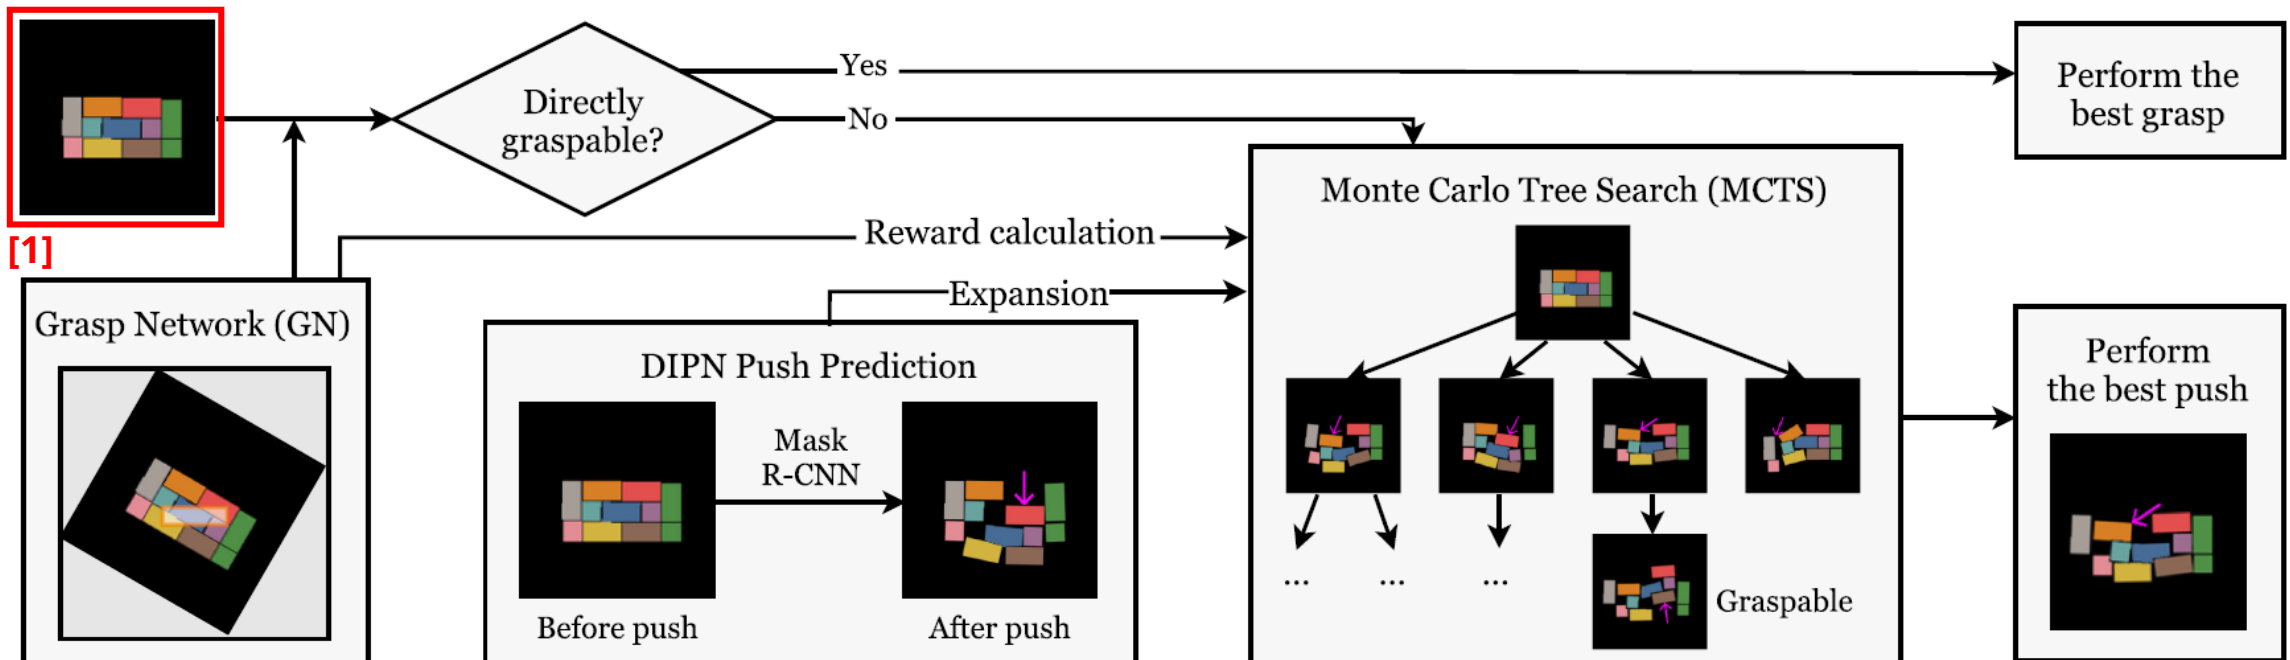 [1]
Directly
graspable?
Yes
No
Perform the
best grasp
Reward calculation
Expansion
Grasp Network (GN)
DIPN Push Prediction
Mask
R-CNN
Before push
After push
Monte Carlo Tree Search (MCTS)
...
...
...
Graspable
Perform
the best push